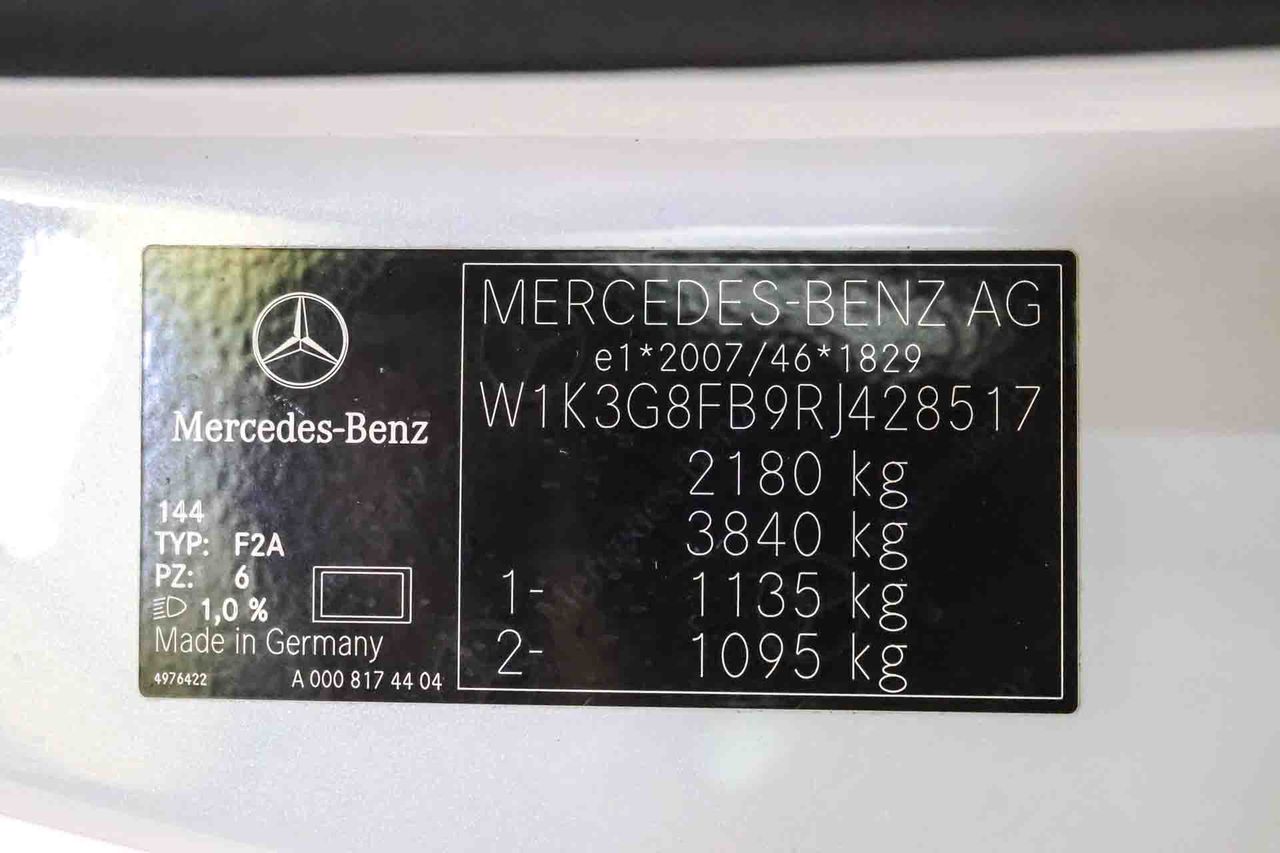 Mercedes-Benz
144
TYP: F2A
PZ: 6
1,0 %
Made in Germany
4976422 A 000 817 44 04
MERCEDES-BENZ AG
e1*2007/46*1829
W1K3G8FB9RJ428517
2180 kg
3840 kg
1- 1135 kg
2- 1095 kg